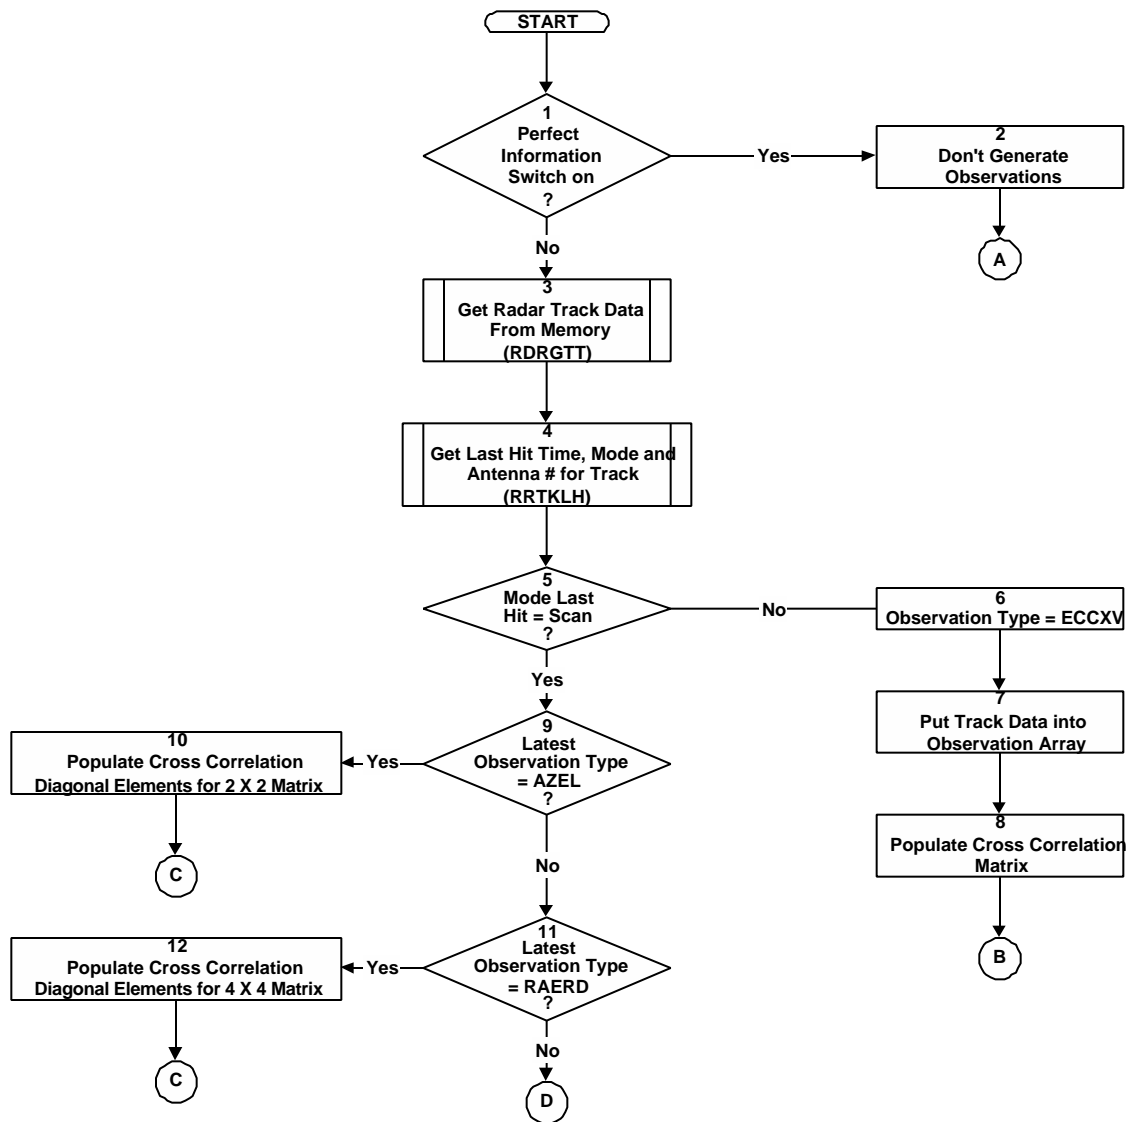 START
1
Perfect
Information
Switch on
?
Yes
2
Don't Generate
Observations
A
No
3
Get Radar Track Data
From Memory
(RDRGTT)
4
Get Last Hit Time, Mode and
Antenna # for Track
(RRTKLH)
5
Mode Last
Hit = Scan
?
No
6
Observation Type = ECCXV
Yes
7
Put Track Data into
Observation Array
9
Latest
Observation Type
= AZEL
?
Yes
10
Populate Cross Correlation
Diagonal Elements for 2 X 2 Matrix
C
No
8
Populate Cross Correlation
Matrix
B
11
Latest
Observation Type
= RAERD
?
Yes
12
Populate Cross Correlation
Diagonal Elements for 4 X 4 Matrix
C
No
D